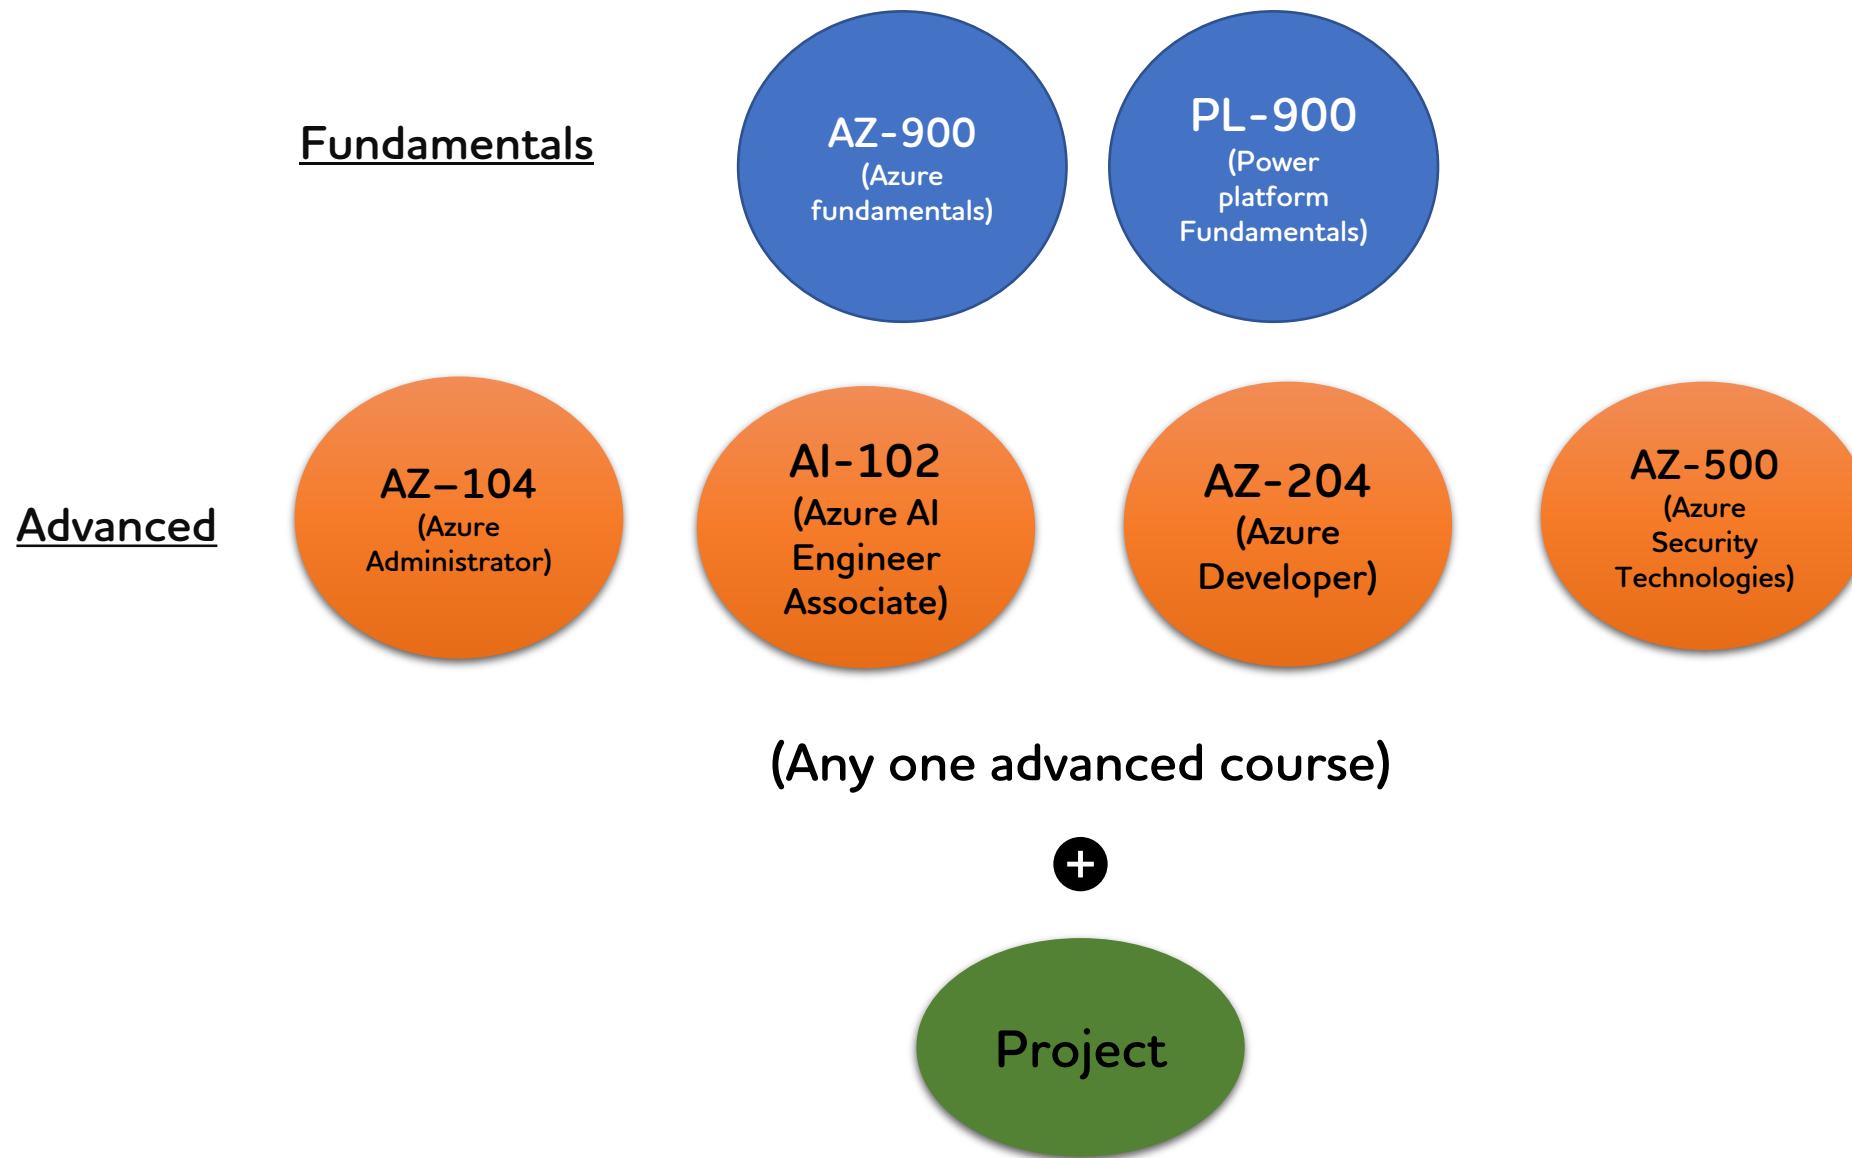 Fundamentals
AZ-900
(Azure
fundamentals)
PL-900
(Power
platform
Fundamentals)
Advanced
AZ–104
(Azure
Administrator)
AI-102
(Azure AI
Engineer
Associate)
AZ-204
(Azure
Developer)
AZ-500
(Azure
Security
Technologies)
(Any one advanced course)
+
Project